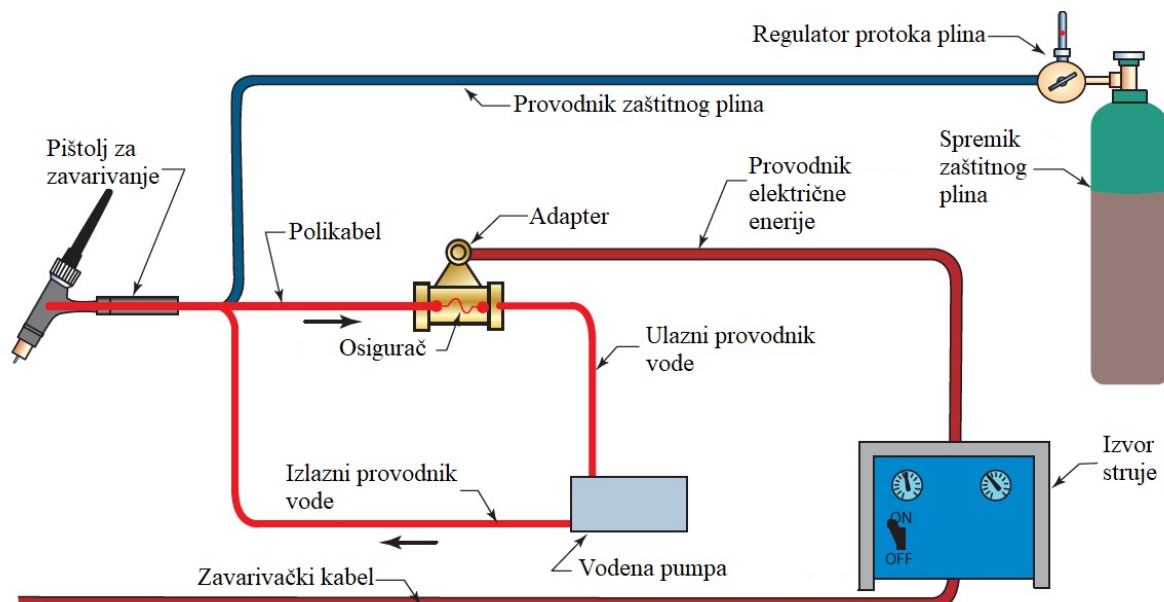 Regulator protoka plina
Provodnik zaštitnog plina
Pištolj za
zavarivanje
Spremik
zaštitnog
plina
Provodnik
električne
enerije
Adapter
Polikabel
Osigurač
Ulazni provodnik
vode
Izlazni provodnik
vode
Izvor
struje
ON
OFF
Vodena pumpa
Zavarivački kabel